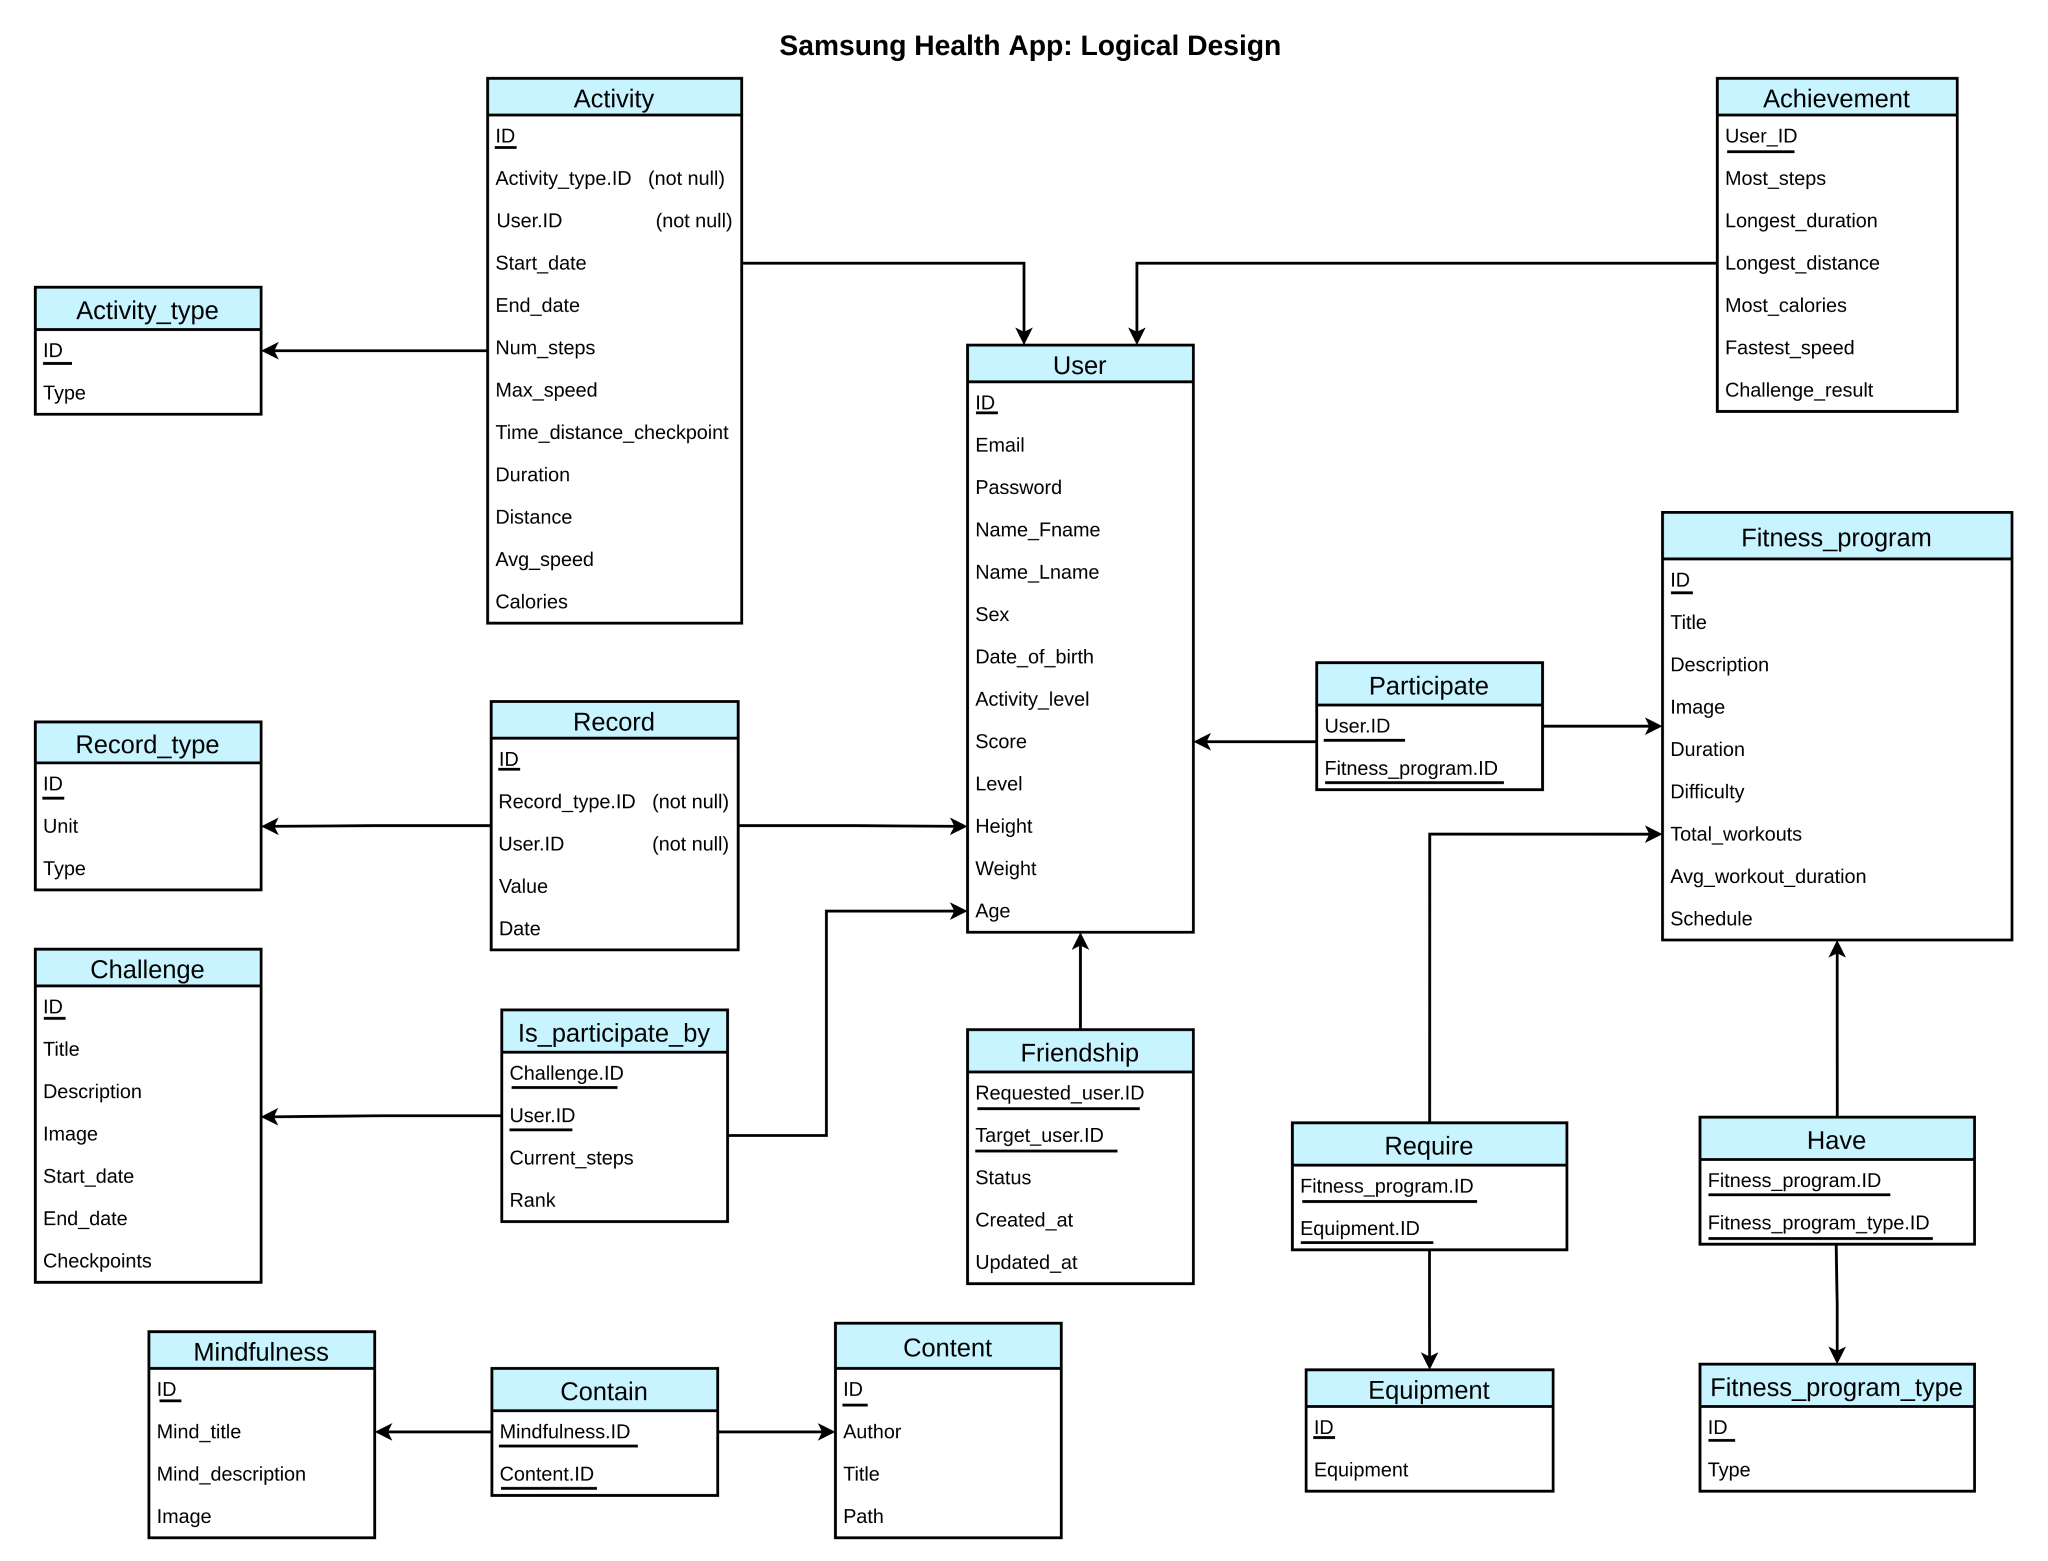 Samsung Health App: Logical Design
Activity
ID
Activity_type.ID (not null)
User.ID (not null)
Start_date
End_date
Num_steps
Max_speed
Time_distance_checkpoint
Duration
Distance
Avg_speed
Calories
Achievement
User_ID
Most_steps
Longest_duration
Longest_distance
Most_calories
Fastest_speed
Challenge_result
Activity_type
ID
Type
User
ID
Email
Password
Name_Fname
Name_Lname
Sex
Date_of_birth
Activity_level
Score
Level
Height
Weight
Age
Fitness_program
ID
Title
Description
Image
Duration
Difficulty
Total_workouts
Avg_workout_duration
Schedule
Participate
User.ID
Fitness_program.ID
Record_type
ID
Unit
Type
Record
ID
Record_type.ID (not null)
User.ID (not null)
Value
Date
Challenge
ID
Title
Description
Image
Start_date
End_date
Checkpoints
Is_participate_by
Challenge.ID
User.ID
Current_steps
Rank
Friendship
Requested_user.ID
Target_user.ID
Status
Created_at
Updated_at
Require
Fitness_program.ID
Equipment.ID
Have
Fitness_program.ID
Fitness_program_type.ID
Mindfulness
ID
Mind_title
Mind_description
Image
Contain
Mindfulness.ID
Content.ID
Content
ID
Author
Title
Path
Equipment
ID
Equipment
Fitness_program_type
ID
Type